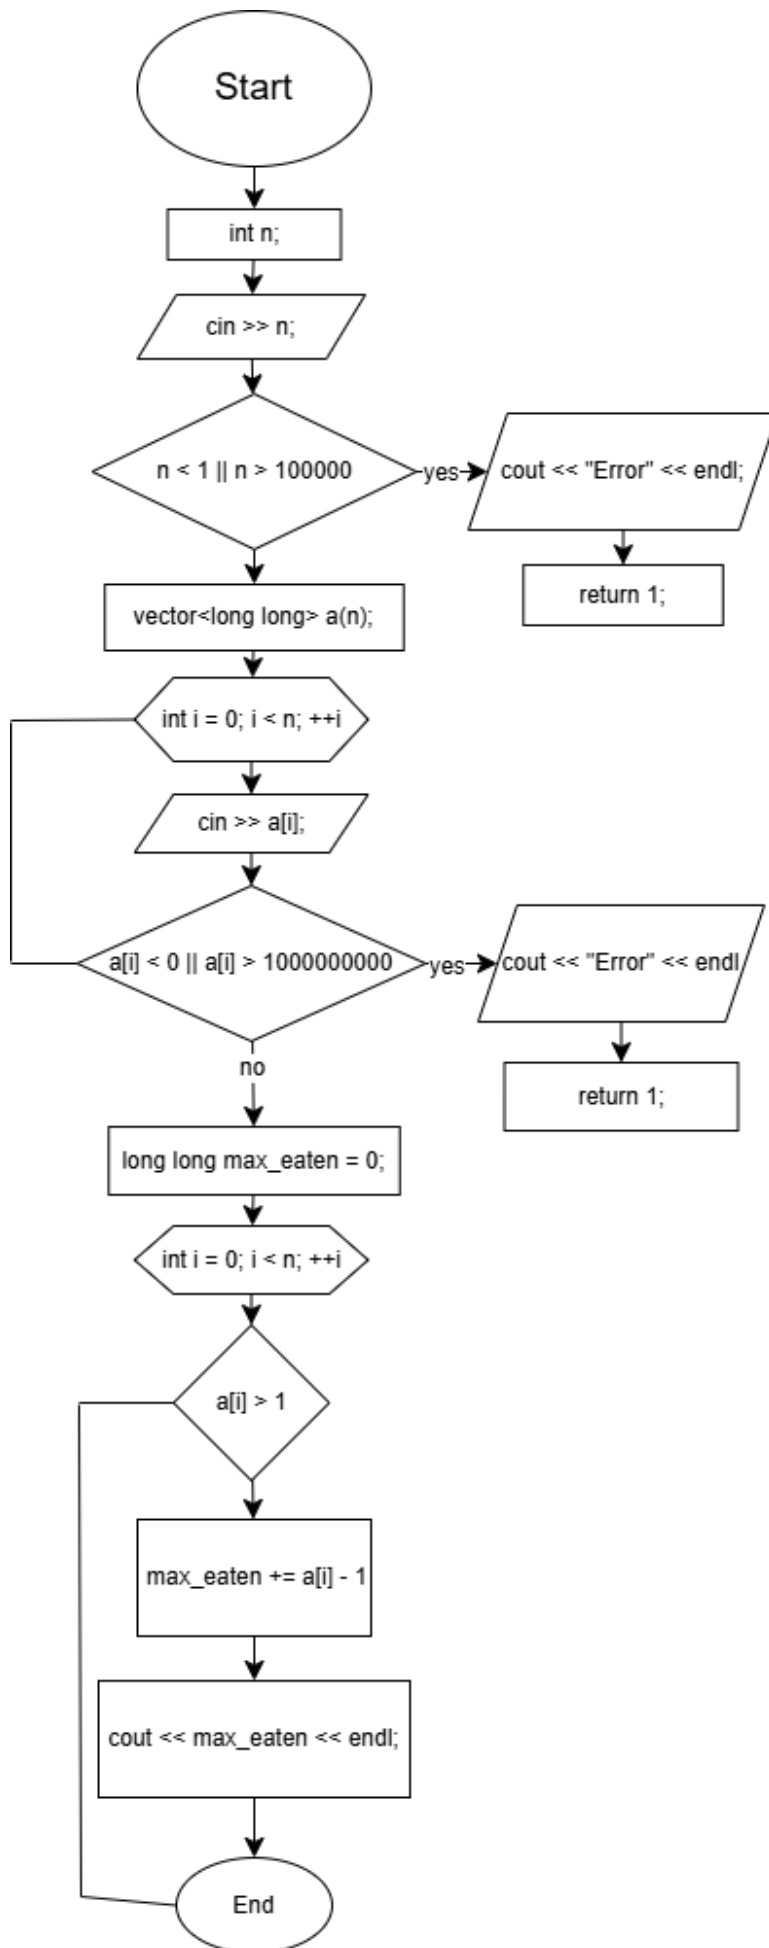 Start
int n;
cin >> n;
n < 1 || n > 100000
yes
cout << "Error" << endl;
return 1;
vector<long long> a(n);
int i = 0; i < n; ++i
cin >> a[i];
a[i] < 0 || a[i] > 1000000000
yes
cout << "Error" << endl
return 1;
no
long long max_eaten = 0;
int i = 0; i < n; ++i
a[i] > 1
max_eaten += a[i] - 1
cout << max_eaten << endl;
End